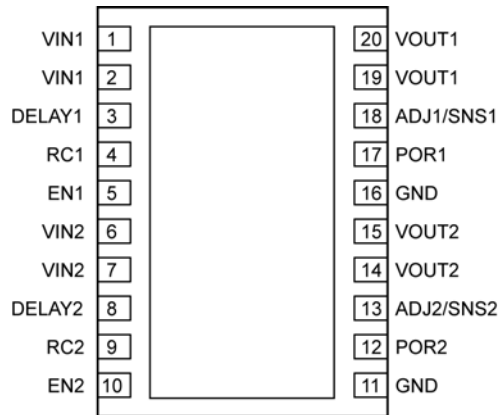 VIN1 1 20 VOUT1
VIN1 2 19 VOUT1
DELAY1 3 18 ADJ1/SNS1
RC1 4 17 POR1
EN1 5 16 GND
VIN2 6 15 VOUT2
VIN2 7 14 VOUT2
DELAY2 8 13 ADJ2/SNS2
RC2 9 12 POR2
EN2 10 11 GND